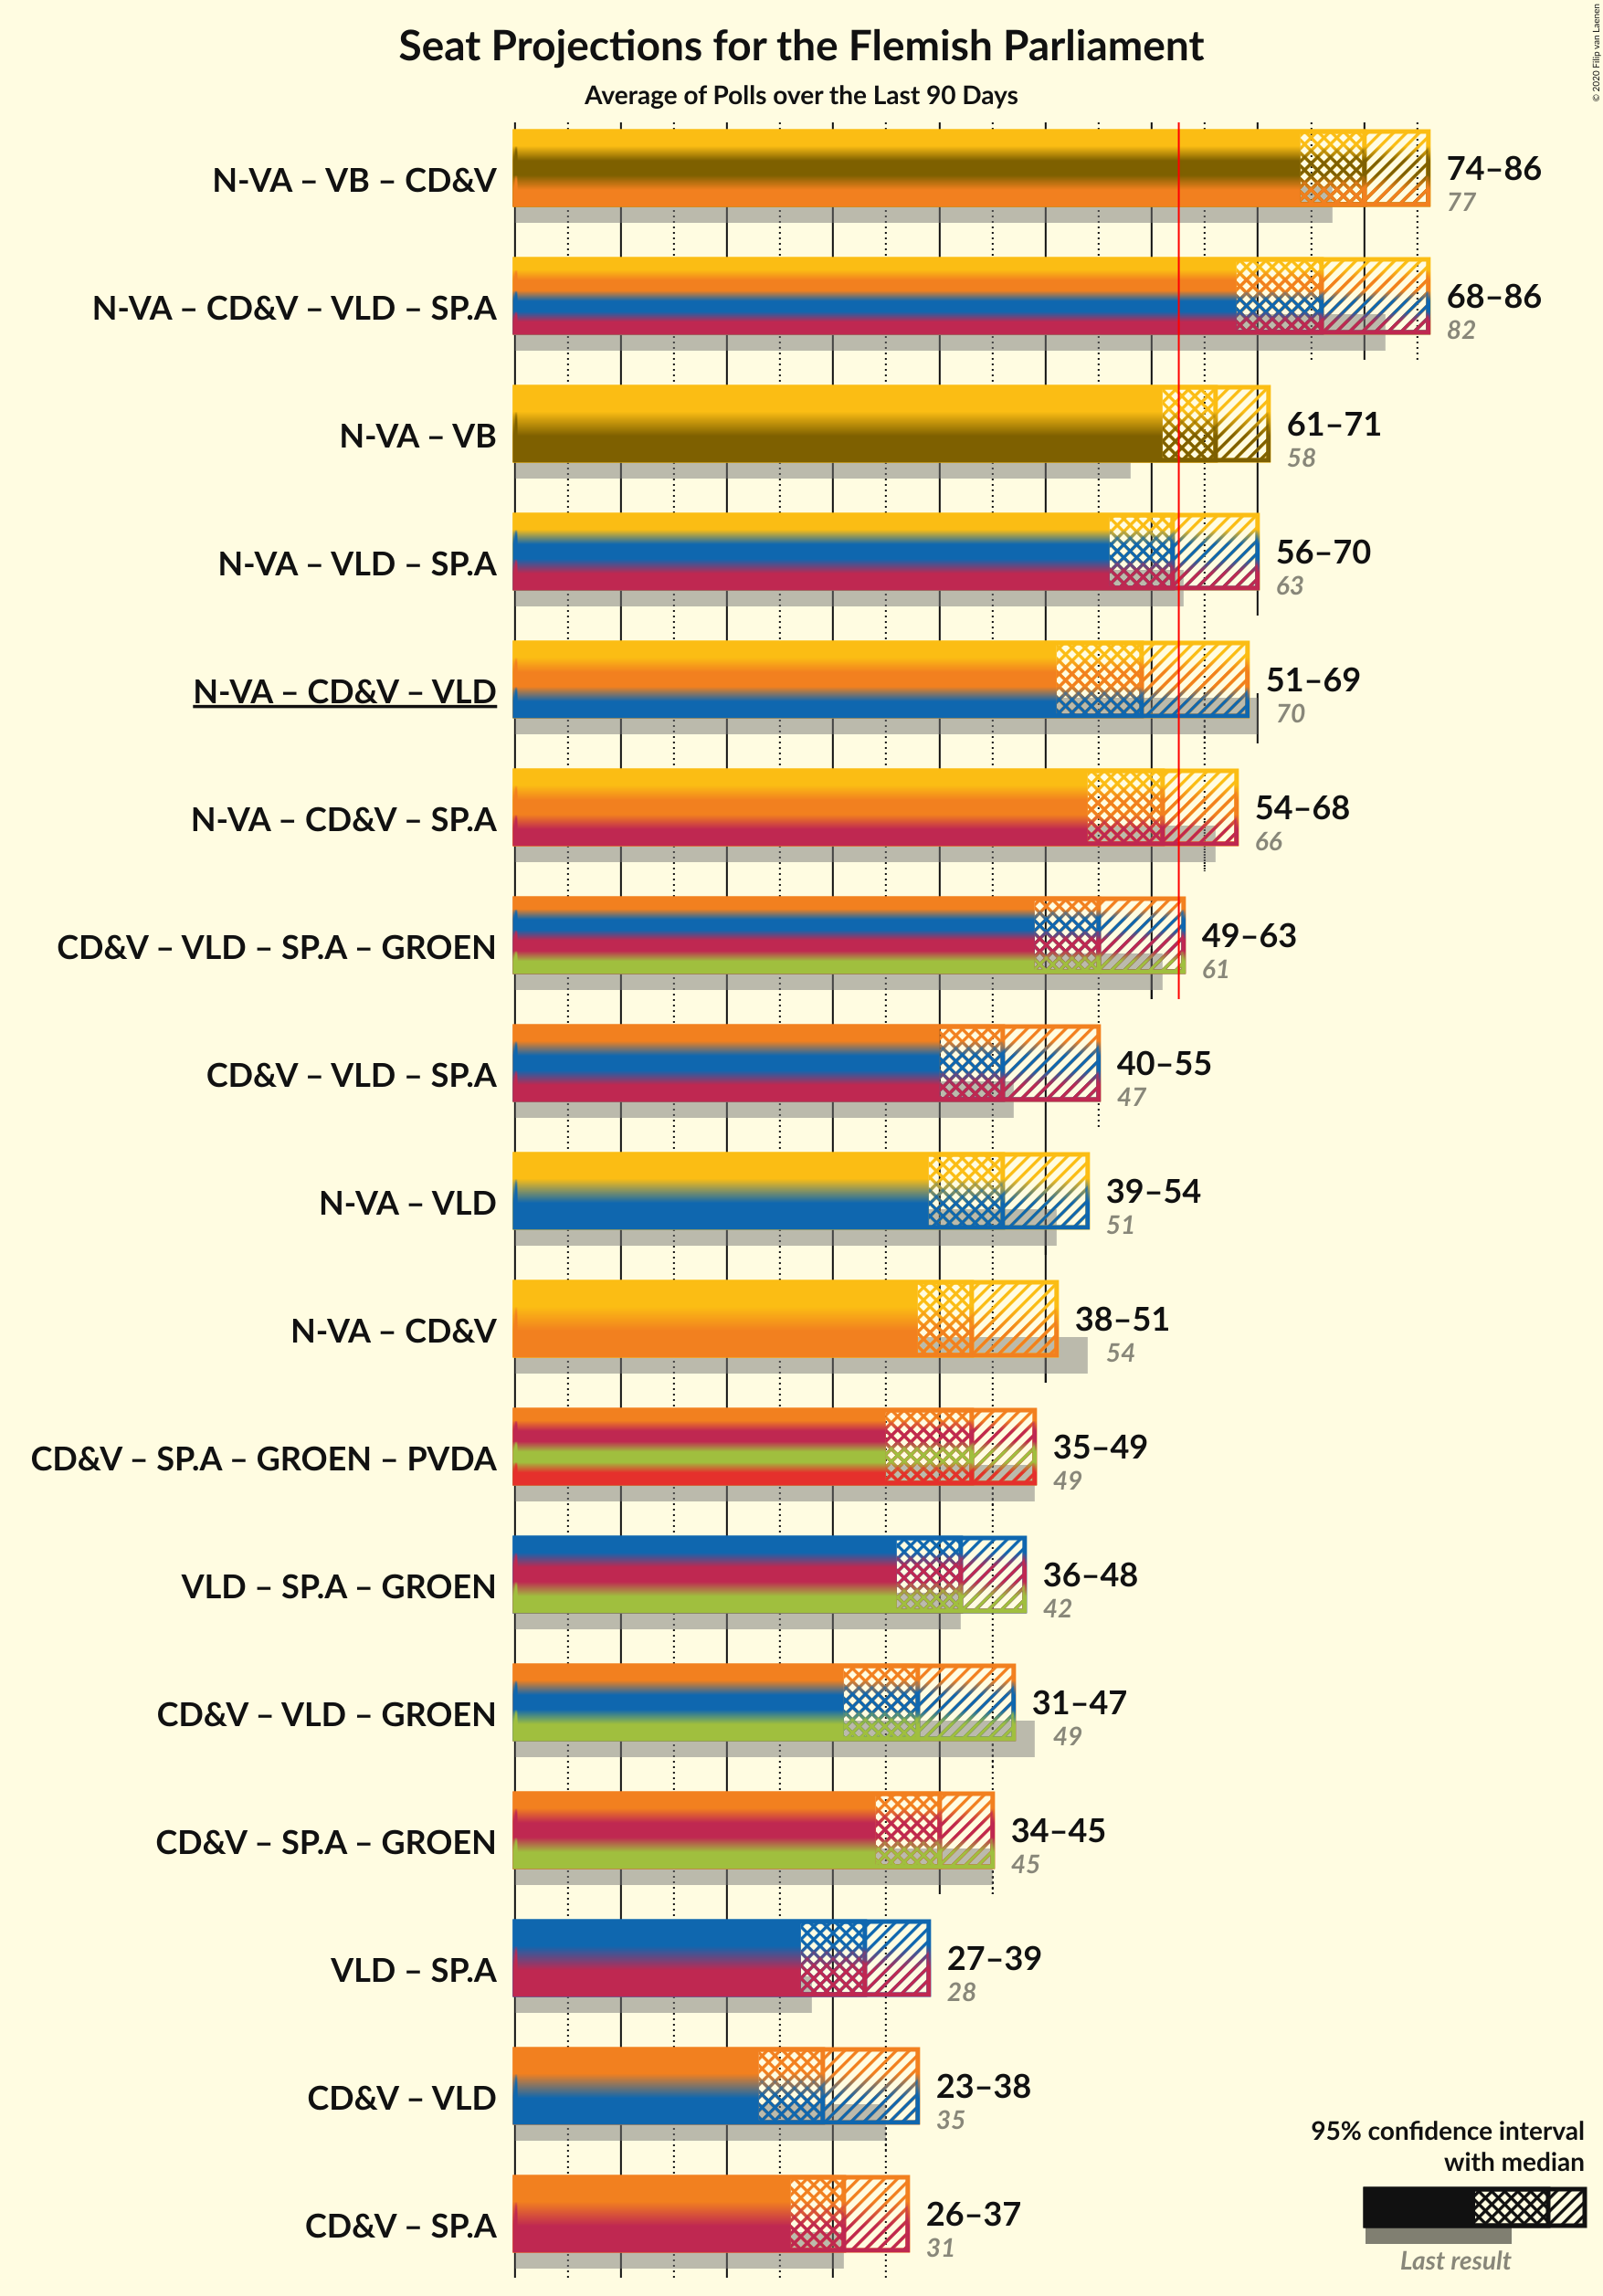 Seat Projections for the Flemish Parliament
Average of Polls over the Last 90 Days
© 2020 Filip van Laenen
N-VA – VB – CD&V
74–86
77
N-VA – CD&V – VLD – SP.A
68–86
82
N-VA – VB
61–71
58
N-VA – VLD – SP.A
56–70
63
N-VA – CD&V – VLD
51–69
70
N-VA – CD&V – SP.A
54–68
66
CD&V – VLD – SP.A – GROEN
49–63
61
CD&V – VLD – SP.A
40–55
47
N-VA – VLD
39–54
51
N-VA – CD&V
38–51
54
CD&V – SP.A – GROEN – PVDA
35–49
49
VLD – SP.A – GROEN
36–48
42
CD&V – VLD – GROEN
31–47
49
CD&V – SP.A – GROEN
34–45
45
VLD – SP.A
27–39
28
CD&V – VLD
23–38
35
CD&V – SP.A
26–37
31
95% confidence interval
with median
Last result